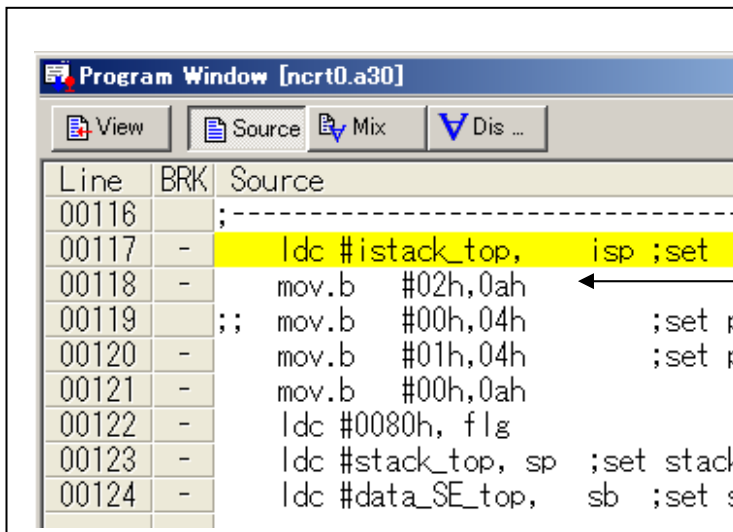 Program Window [ncrt0.a30]
View Source Mix Dis ...
Line BRK Source
00116 ;---------------------------------
00117 - ldc #istack_top, isp ;set
00118 - mov.b #02h,0ah
00119 ;; mov.b #00h,04h ;set
00120 - mov.b #01h,04h ;set
00121 - mov.b #00h,0ah
00122 - ldc #0080h, flg
00123 - ldc #stack_top, sp ;set stack
00124 - ldc #data_SE_top, sb ;set